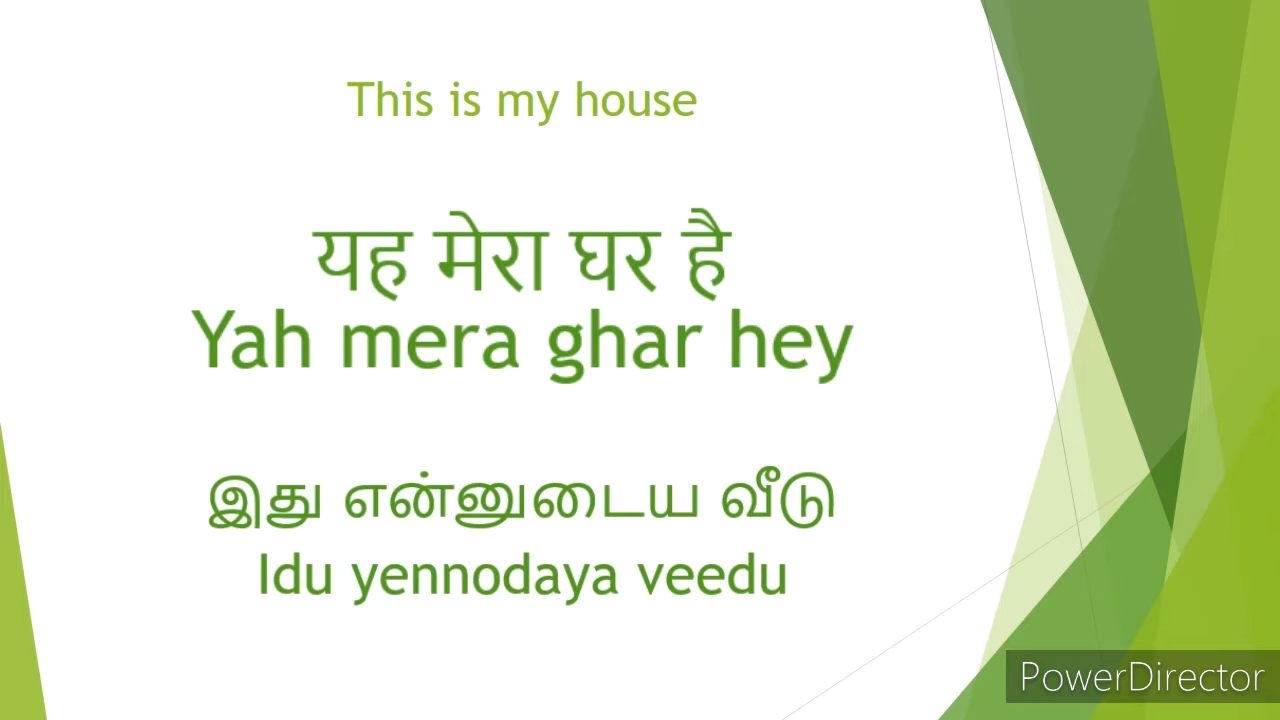 This is my house
यह मेरा घर है
Yah mera ghar hey
இது என்னுடைய வீடு
Idu yennodaya veedu
PowerDirector